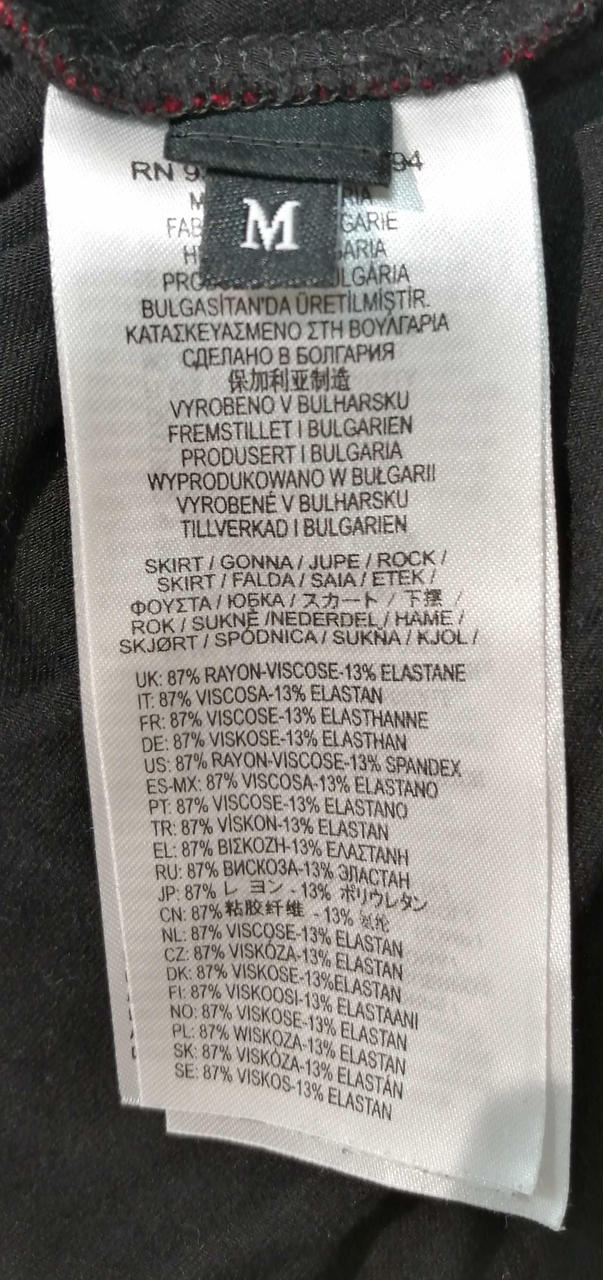 RN 9 94
M
BULGASİTAN'DA ÜRETİLMİŞTİR.
ΚΑΤΑΣΚΕΥΑΣΜΕΝΟ ΣΤΗ ΒΟΥΛΓΑΡΙΑ
СДЕЛАНО В БОЛГАРИЯ
保加利亚制造
VYROBENO V BULHARSKU
FREMSTILLET I BULGARIEN
PRODUSERT I BULGARIA
WYPRODUKOWANO W BUŁGARII
VYROBENÉ V BULHARSKU
TILLVERKAD I BULGARIEN
SKIRT / GONNA / JUPE / ROCK /
SKIRT / FALDA / SAIA / ETEK /
ΦΟΥΣΤΑ / ЮБКА / スカート / 下摆 /
ROK / SUKNĚ /NEDERDEL / HAME /
SKJØRT / SPÓDNICA / SUKŇA / KJOL /
UK: 87% RAYON-VISCOSE-13% ELASTANE
IT: 87% VISCOSA-13% ELASTAN
FR: 87% VISCOSE-13% ELASTHANNE
DE: 87% VISKOSE-13% ELASTHAN
US: 87% RAYON-VISCOSE-13% SPANDEX
ES-MX: 87% VISCOSA-13% ELASTANO
PT: 87% VISCOSE-13% ELASTANO
TR: 87% VİSKON-13% ELASTAN
EL: 87% ΒΙΣΚΟΖΗ-13% ΕΛΑΣΤΑΝΗ
RU: 87% ВИСКОЗА-13% ЭЛАСТАН
JP: 87% レーヨン - 13% ポリウレタン
CN: 87% 粘胶纤维 - 13% 氨纶
NL: 87% VISCOSE-13% ELASTAN
CZ: 87% VISKÓZA-13% ELASTAN
DK: 87% VISKOSE-13%ELASTAN
FI: 87% VISKOOSI-13% ELASTAANI
NO: 87% VISKOSE-13% ELASTAN
PL: 87% WISKOZA-13% ELASTAN
SK: 87% VISKÓZA-13% ELASTÁN
SE: 87% VISKOS-13% ELASTAN